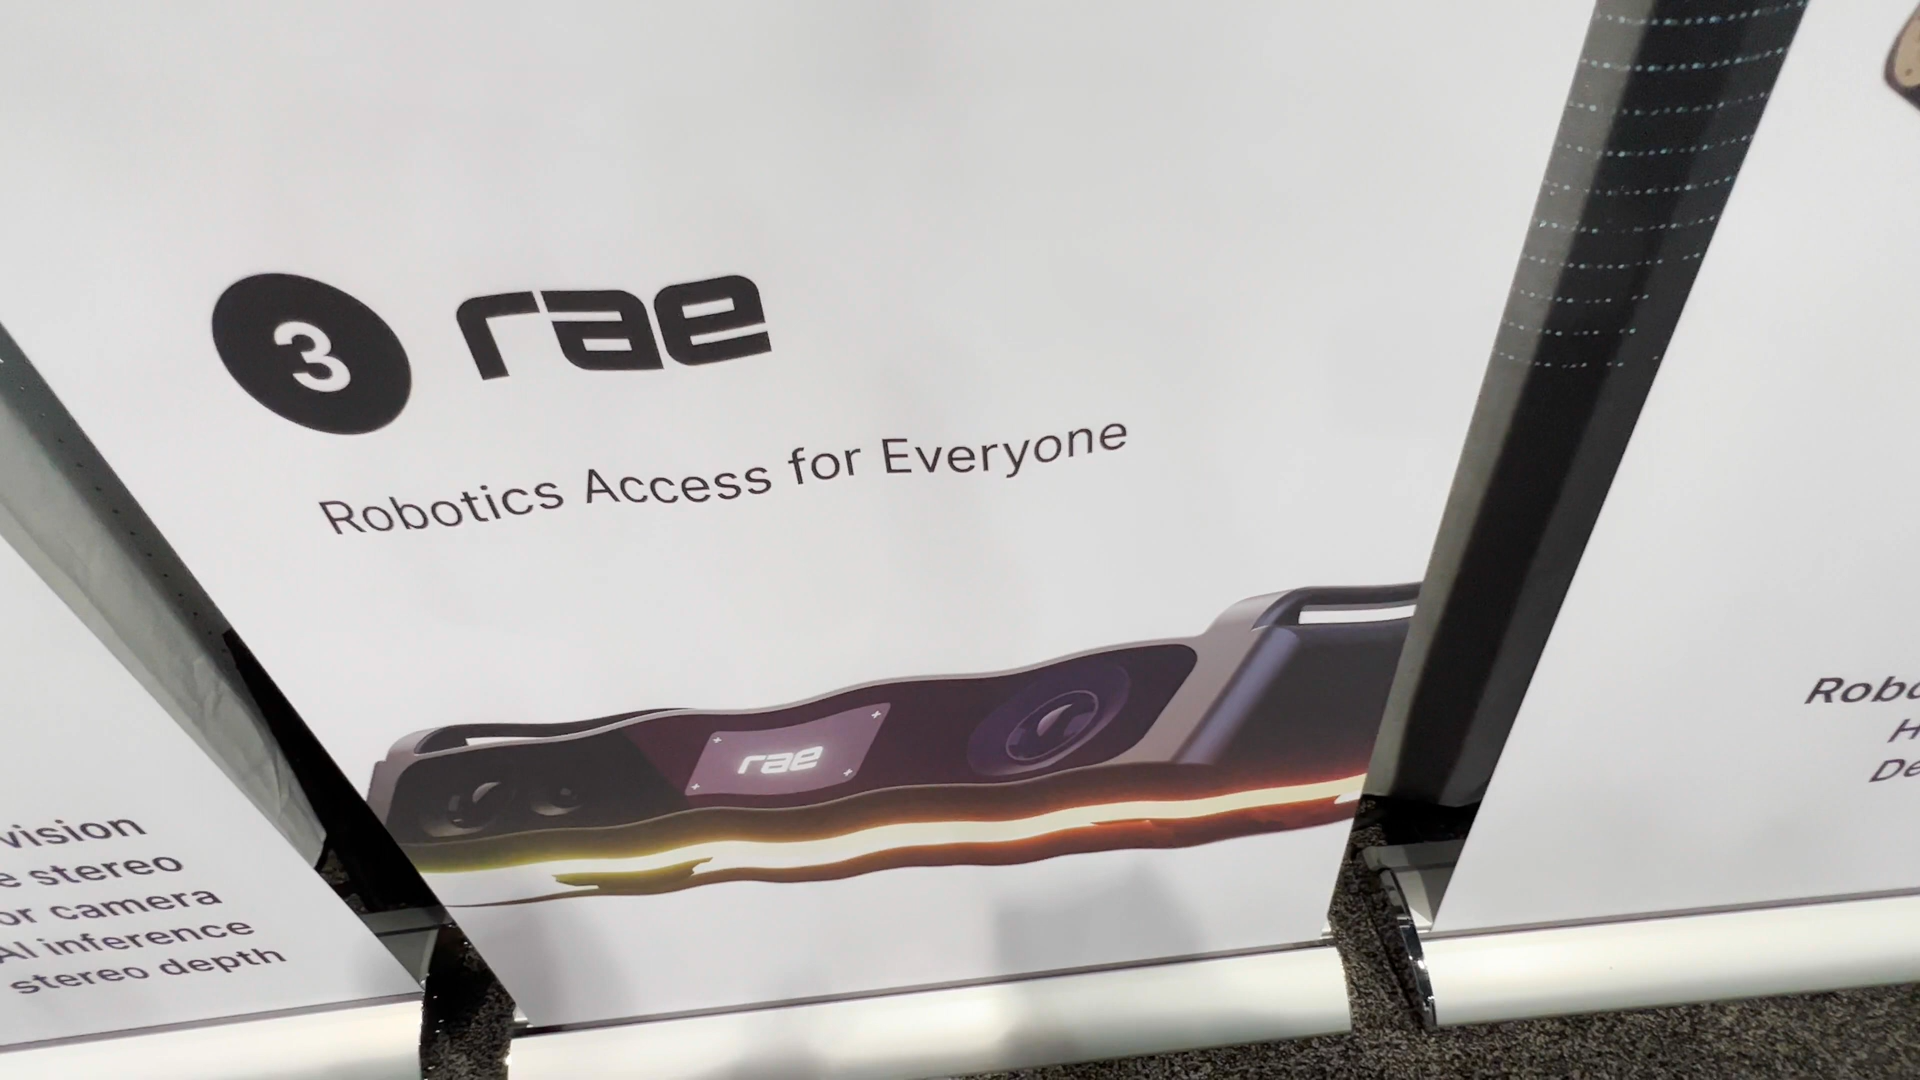 3 rae
Robotics Access for Everyone
rae
vision
stereo
or camera
AI inference
stereo depth